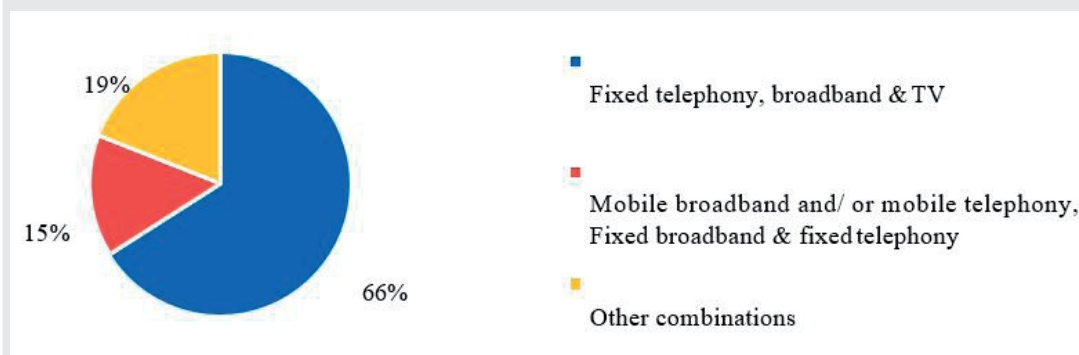 19%
15%
66%
Fixed telephony, broadband & TV
Mobile broadband and/ or mobile telephony,
Fixed broadband & fixed telephony
Other combinations